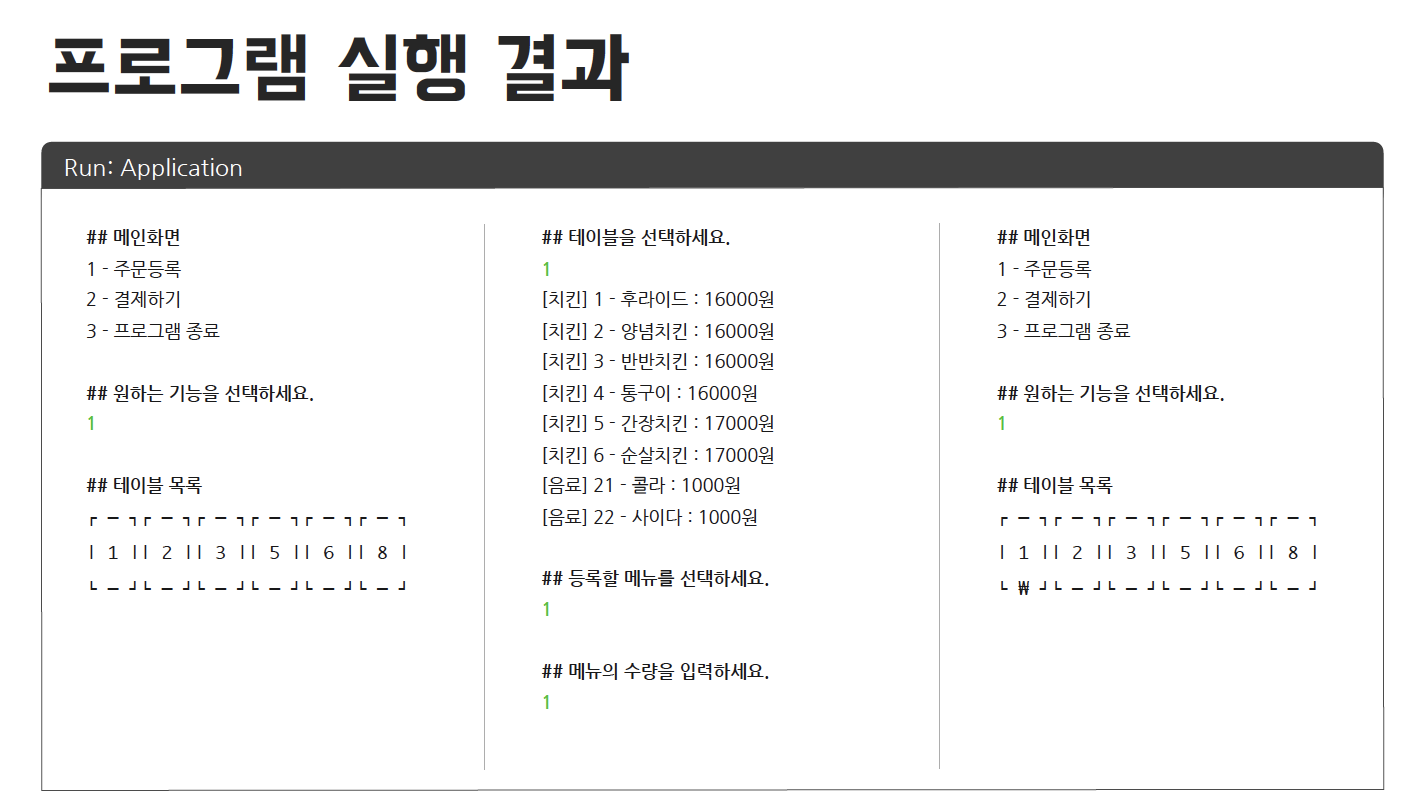 프로그램 실행 결과
Run: Application
## 메인화면
1 - 주문등록
2 - 결제하기
3 - 프로그램 종료
## 원하는 기능을 선택하세요.
1
## 테이블 목록
┌ ─ ┐┌ ─ ┐┌ ─ ┐┌ ─ ┐┌ ─ ┐┌ ─ ┐
| 1 || 2 || 3 || 5 || 6 || 8 |
└ ─ ┘└ ─ ┘└ ─ ┘└ ─ ┘└ ─ ┘└ ─ ┘
## 테이블을 선택하세요.
1
[치킨] 1 - 후라이드 : 16000원
[치킨] 2 - 양념치킨 : 16000원
[치킨] 3 - 반반치킨 : 16000원
[치킨] 4 - 통구이 : 16000원
[치킨] 5 - 간장치킨 : 17000원
[치킨] 6 - 순살치킨 : 17000원
[음료] 21 - 콜라 : 1000원
[음료] 22 - 사이다 : 1000원
## 등록할 메뉴를 선택하세요.
1
## 메뉴의 수량을 입력하세요.
1
## 메인화면
1 - 주문등록
2 - 결제하기
3 - 프로그램 종료
## 원하는 기능을 선택하세요.
1
## 테이블 목록
┌ ─ ┐┌ ─ ┐┌ ─ ┐┌ ─ ┐┌ ─ ┐┌ ─ ┐
| 1 || 2 || 3 || 5 || 6 || 8 |
└ ₩ ┘└ ─ ┘└ ─ ┘└ ─ ┘└ ─ ┘└ ─ ┘